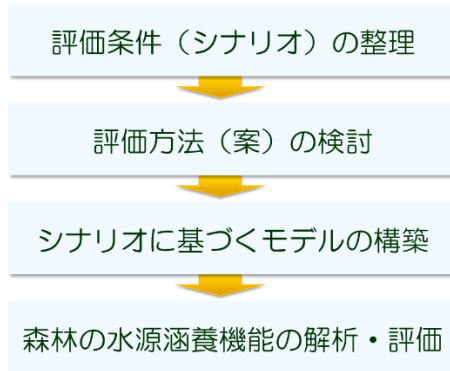 評価条件（シナリオ）の整理
評価方法（案）の検討
シナリオに基づくモデルの構築
森林の水源涵養機能の解析・評価